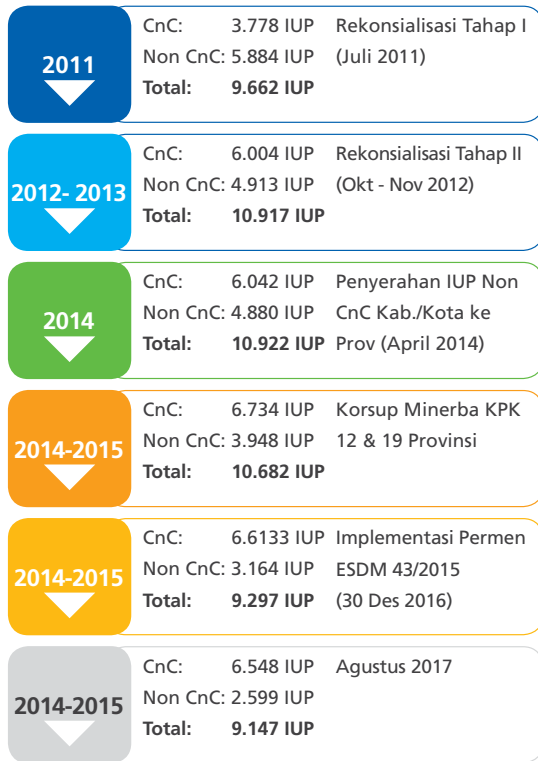 2011
CnC: 3.778 IUP Rekonsialisasi Tahap I
Non CnC: 5.884 IUP (Juli 2011)
Total: 9.662 IUP
2012- 2013
CnC: 6.004 IUP Rekonsialisasi Tahap II
Non CnC: 4.913 IUP (Okt - Nov 2012)
Total: 10.917 IUP
2014
CnC: 6.042 IUP Penyerahan IUP Non
Non CnC: 4.880 IUP CnC Kab./Kota ke
Total: 10.922 IUP Prov (April 2014)
2014-2015
CnC: 6.734 IUP Korsup Minerba KPK
Non CnC: 3.948 IUP 12 & 19 Provinsi
Total: 10.682 IUP
2014-2015
CnC: 6.6133 IUP Implementasi Permen
Non CnC: 3.164 IUP ESDM 43/2015
Total: 9.297 IUP (30 Des 2016)
2014-2015
CnC: 6.548 IUP Agustus 2017
Non CnC: 2.599 IUP
Total: 9.147 IUP